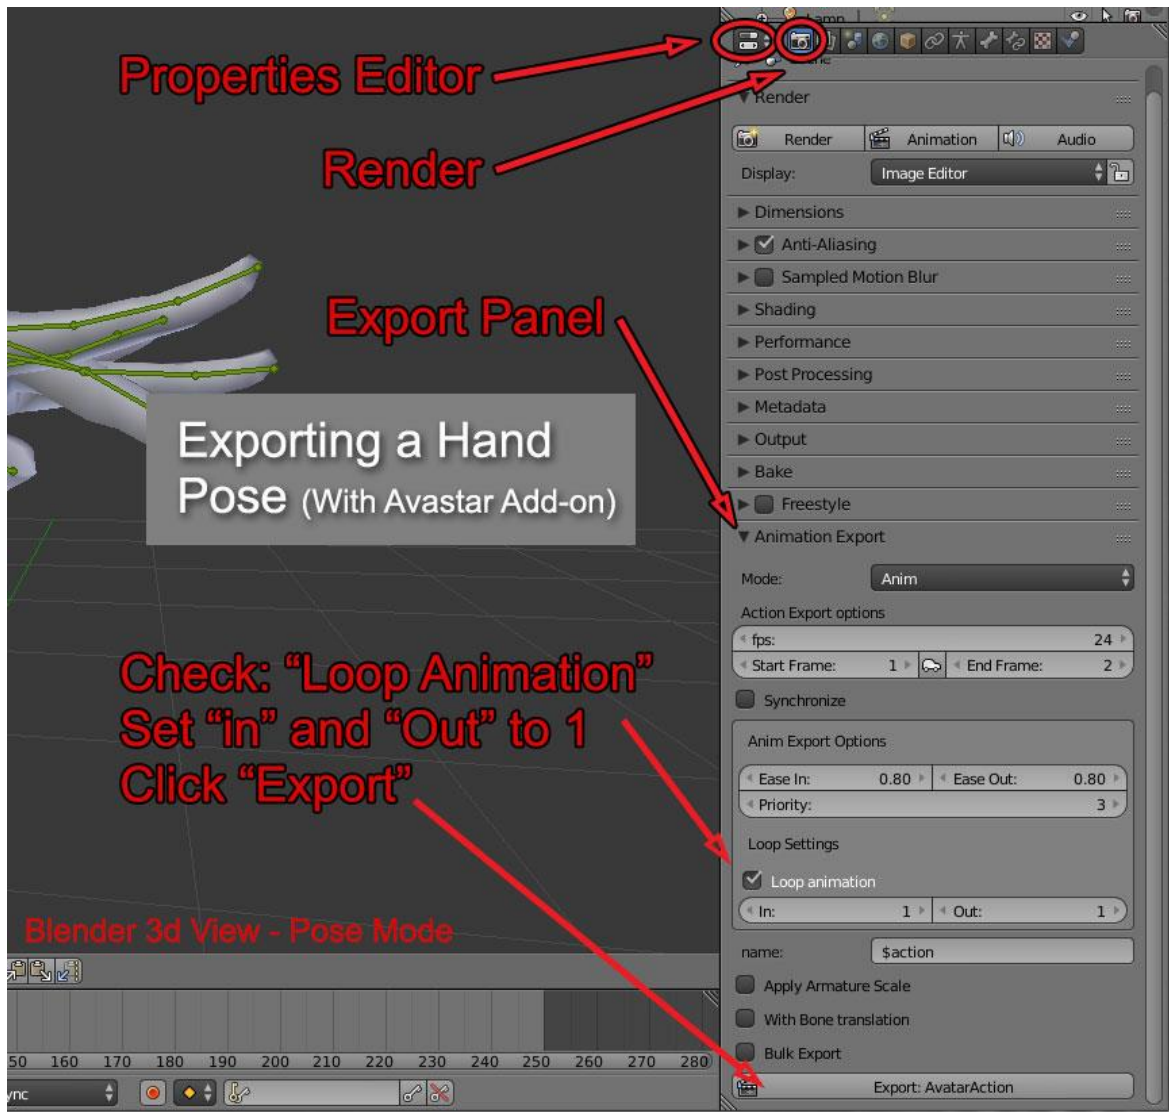 Lamp
Properties Editor
Render
Render
Render Animation Audio
Display: Image Editor
Dimensions
Anti-Aliasing
Sampled Motion Blur
Export Panel
Shading
Performance
Post Processing
Metadata
Exporting a Hand
Pose (With Avastar Add-on)
Output
Bake
Freestyle
Animation Export
Mode: Anim
Action Export options
fps: 24
Start Frame: 1 End Frame: 2
Synchronize
Check: “Loop Animation”
Set “in” and “Out” to 1
Click “Export”
Anim Export Options
Ease In: 0.80 Ease Out: 0.80
Priority: 3
Loop Settings
Loop animation
In: 1 Out: 1
Blender 3d View - Pose Mode
name: $action
Apply Armature Scale
With Bone translation
Bulk Export
50 160 170 180 190 200 210 220 230 240 250 260 270 280
ync
Export: AvatarAction